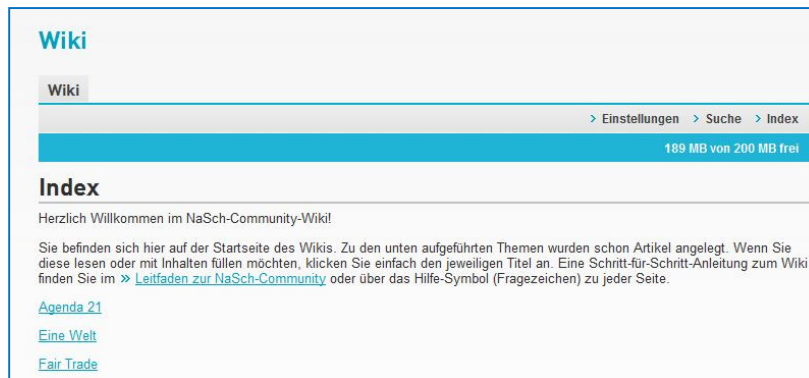 Wiki
Wiki
> Einstellungen > Suche > Index
189 MB von 200 MB frei
Index
Herzlich Willkommen im NaSch-Community-Wiki!
Sie befinden sich hier auf der Startseite des Wikis. Zu den unten aufgeführten Themen wurden schon Artikel angelegt. Wenn Sie
diese lesen oder mit Inhalten füllen möchten, klicken Sie einfach den jeweiligen Titel an. Eine Schritt-für-Schritt-Anleitung zum Wiki
finden Sie im » Leitfaden zur NaSch-Community oder über das Hilfe-Symbol (Fragezeichen) zu jeder Seite.
Agenda 21
Eine Welt
Fair Trade